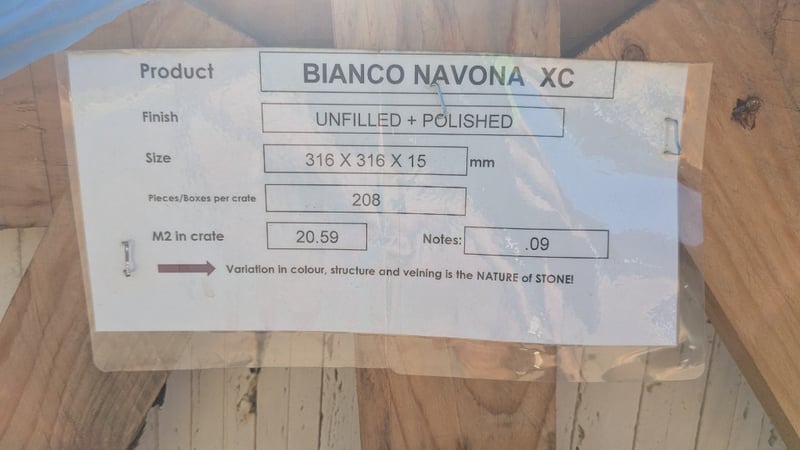 Product BIANCO NAVONA XC
Finish UNFILLED + POLISHED
Size 316 X 316 X 15 mm
Pieces/Boxes per crate 208
M2 in crate 20.59 Notes: .09
Variation in colour, structure and veining is the NATURE of STONE!